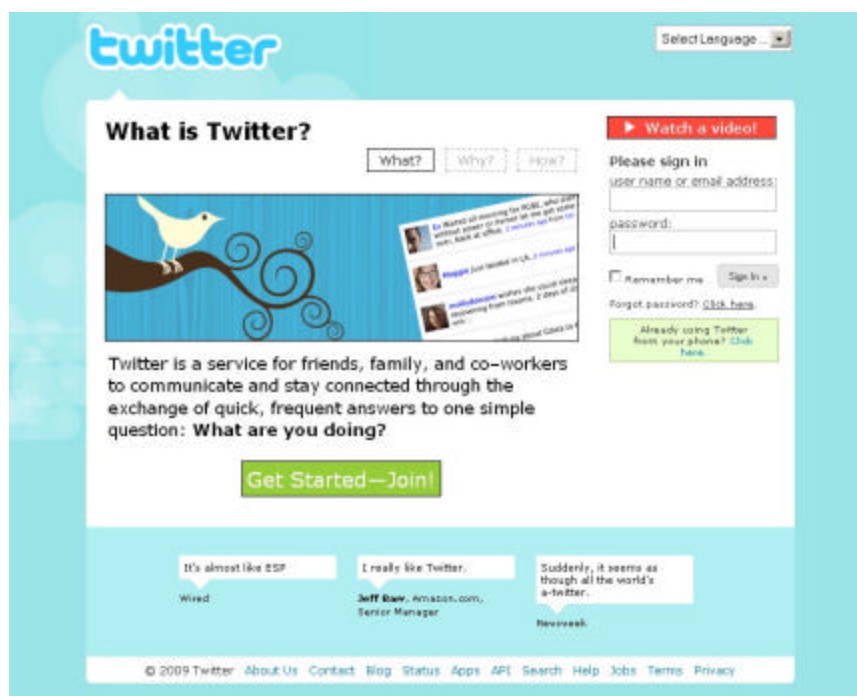 twitter
Select Language...
What is Twitter?
What? Why? How?
Watch a video!
Please sign in
user name or email address:
password:
Remember me
Sign In »
Forgot password? Click here.
Already using Twitter
from your phone? Click
here.
Twitter is a service for friends, family, and co–workers
to communicate and stay connected through the
exchange of quick, frequent answers to one simple
question: What are you doing?
Get Started—Join!
It's almost like ESP
Wired
I really like Twitter.
Jeff Barr, Amazon.com,
Senior Manager
Suddenly, it seems as
though all the world's
a-twitter.
Newsweek
© 2009 Twitter About Us Contact Blog Status Apps API Search Help Jobs Terms Privacy